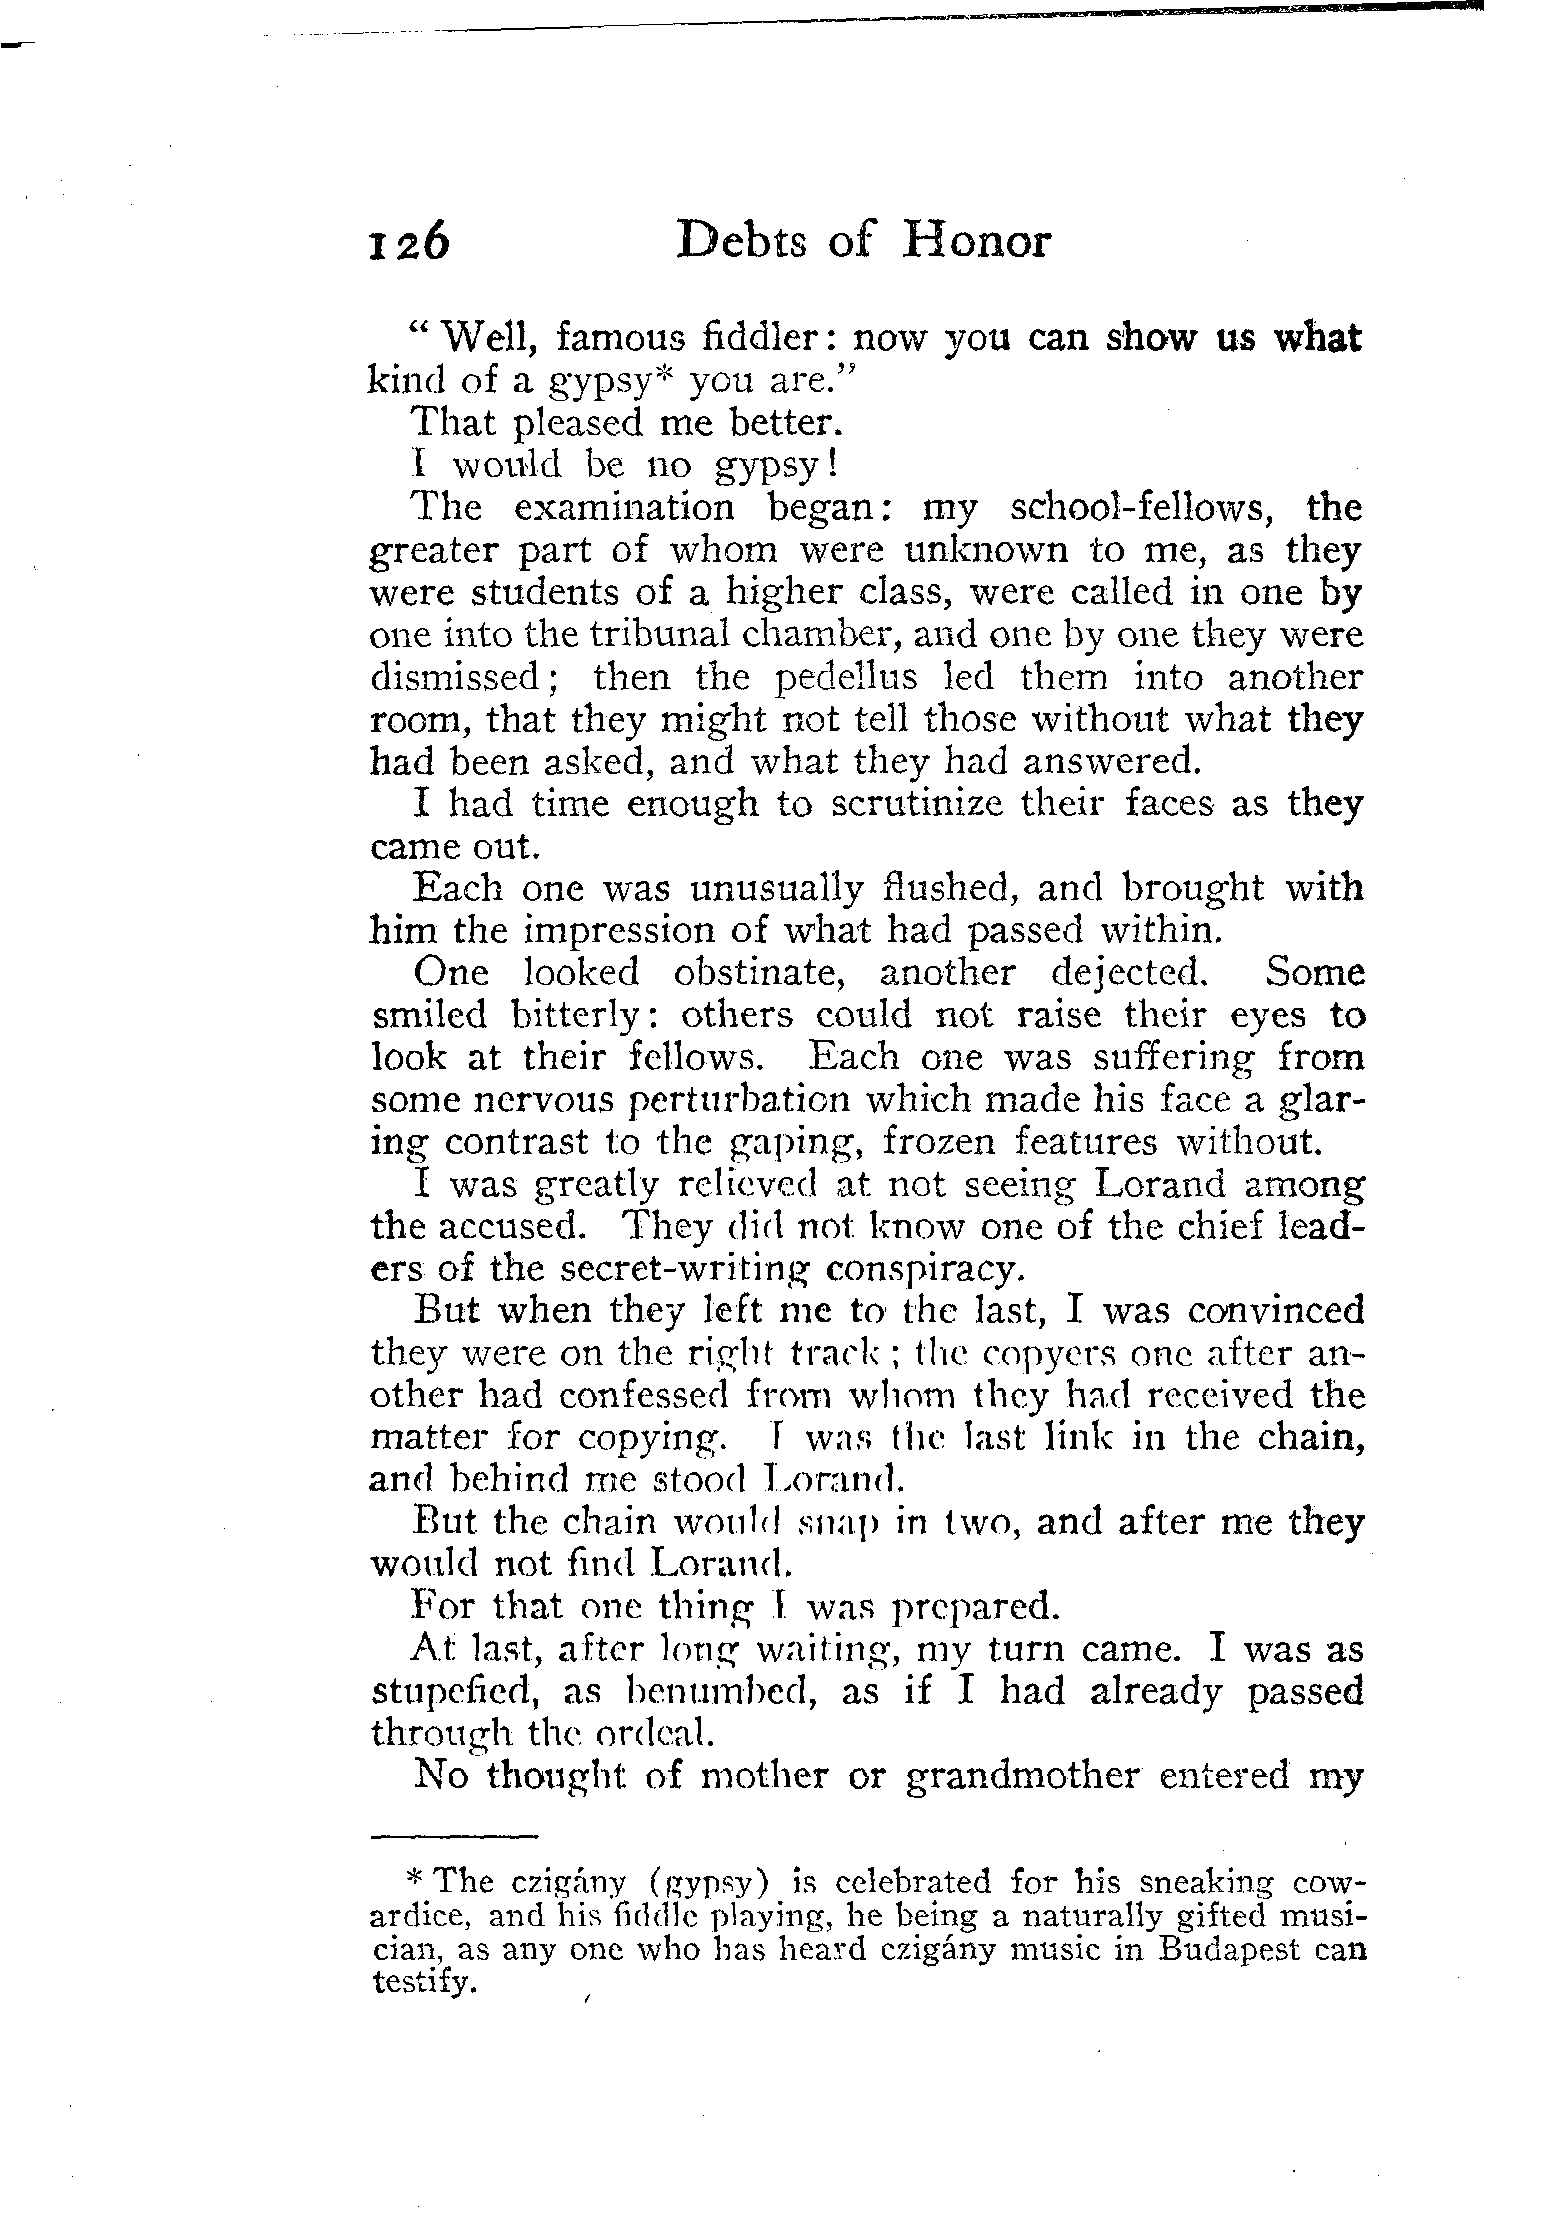 126 Debts of Honor
“ Well, famous fiddler: now you can show us what
kind of a gypsy* you are.”
That pleased me better.
I would be no gypsy!
The examination began: my school-fellows, the
greater part of whom were unknown to me, as they
were students of a higher class, were called in one by
one into the tribunal chamber, and one by one they were
dismissed; then the pedellus led them into another
room, that they might not tell those without what they
had been asked, and what they had answered.
I had time enough to scrutinize their faces as they
came out.
Each one was unusually flushed, and brought with
him the impression of what had passed within.
One looked obstinate, another dejected. Some
smiled bitterly: others could not raise their eyes to
look at their fellows. Each one was suffering from
some nervous perturbation which made his face a glar-
ing contrast to the gaping, frozen features without.
I was greatly relieved at not seeing Lorand among
the accused. They did not know one of the chief lead-
ers of the secret-writing conspiracy.
But when they left me to the last, I was convinced
they were on the right track; the copyers one after an-
other had confessed from whom they had received the
matter for copying. I was the last link in the chain,
and behind me stood Lorand.
But the chain would snap in two, and after me they
would not find Lorand.
For that one thing I was prepared.
At last, after long waiting, my turn came. I was as
stupefied, as benumbed, as if I had already passed
through the ordeal.
No thought of mother or grandmother entered my
* The czigány (gypsy) is celebrated for his sneaking cow-
ardice, and his fiddle playing, he being a naturally gifted musi-
cian, as any one who has heard czigány music in Budapest can
testify.